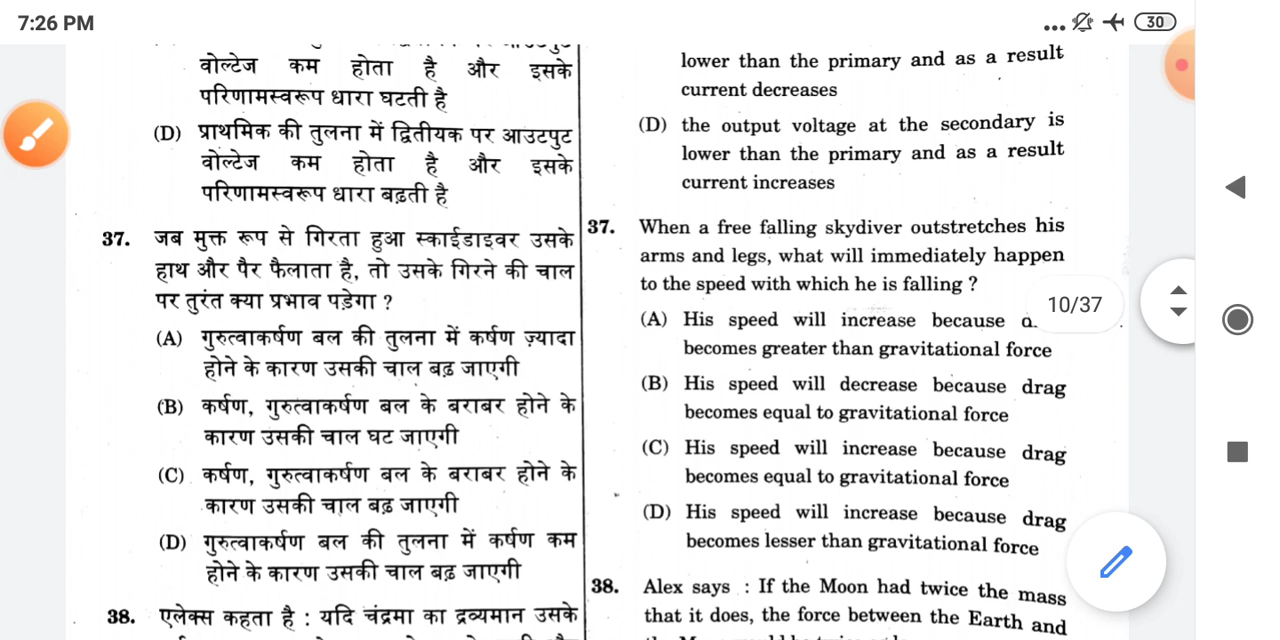 7:26 PM
30
वोल्टेज कम होता है और इसके
परिणामस्वरूप धारा घटती है
(D) प्राथमिक की तुलना में द्वितीयक पर आउटपुट
वोल्टेज कम होता है और इसके
परिणामस्वरूप धारा बढ़ती है
37. जब मुक्त रूप से गिरता हुआ स्काईडाइवर उसके
हाथ और पैर फैलाता है, तो उसके गिरने की चाल
पर तुरंत क्या प्रभाव पड़ेगा ?
(A) गुरुत्वाकर्षण बल की तुलना में कर्षण ज़्यादा
होने के कारण उसकी चाल बढ़ जाएगी
(B) कर्षण, गुरुत्वाकर्षण बल के बराबर होने के
कारण उसकी चाल घट जाएगी
(C) कर्षण, गुरुत्वाकर्षण बल के बराबर होने के
कारण उसकी चाल बढ़ जाएगी
(D) गुरुत्वाकर्षण बल की तुलना में कर्षण कम
होने के कारण उसकी चाल बढ़ जाएगी
38. एलेक्स कहता है : यदि चंद्रमा का द्रव्यमान उसके
lower than the primary and as a result
current decreases
(D) the output voltage at the secondary is
lower than the primary and as a result
current increases
37. When a free falling skydiver outstretches his
arms and legs, what will immediately happen
to the speed with which he is falling ?
(A) His speed will increase because
becomes greater than gravitational force
(B) His speed will decrease because drag
becomes equal to gravitational force
(C) His speed will increase because drag
becomes equal to gravitational force
(D) His speed will increase because drag
becomes lesser than gravitational force
38. Alex says : If the Moon had twice the mass
that it does, the force between the Earth and
10/37